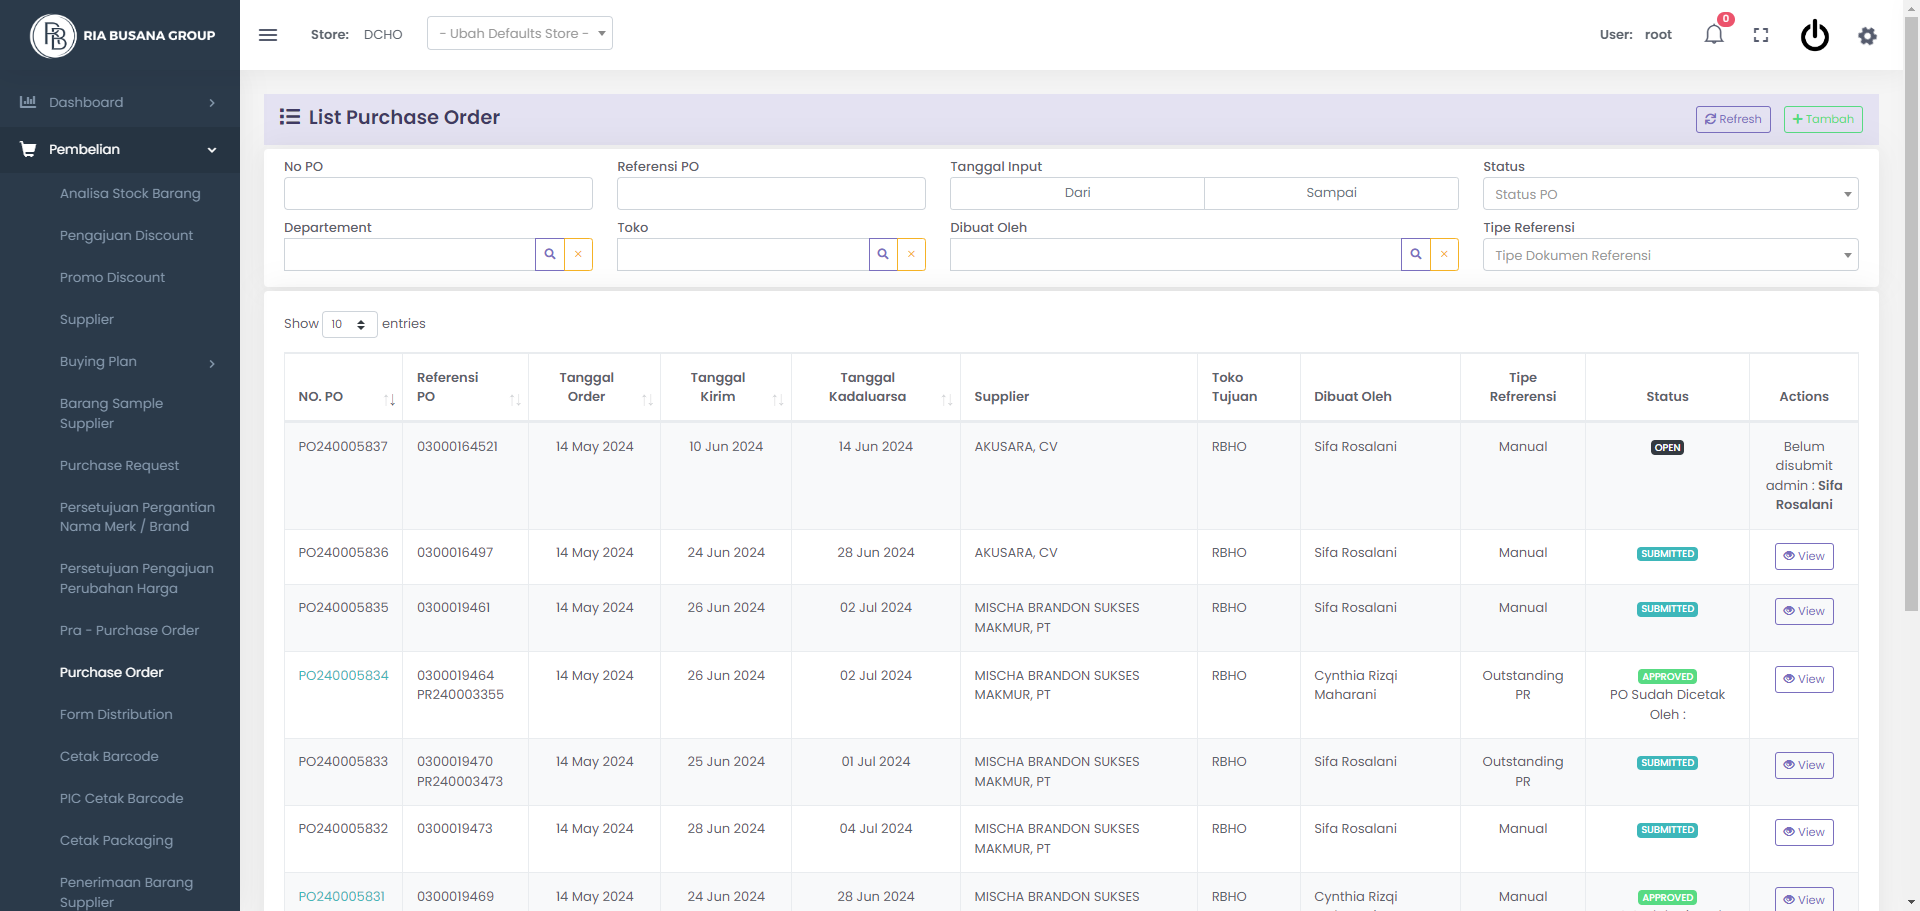 RIA BUSANA GROUP
Store: DCHO - Ubah Defaults Store -
User: root 0
Dashboard
Pembelian
Analisa Stock Barang
Pengajuan Discount
Promo Discount
Supplier
Buying Plan
Barang Sample
Supplier
Purchase Request
Persetujuan Pergantian
Nama Merk / Brand
Persetujuan Pengajuan
Perubahan Harga
Pra - Purchase Order
Purchase Order
Form Distribution
Cetak Barcode
PIC Cetak Barcode
Cetak Packaging
Penerimaan Barang
Supplier
List Purchase Order Refresh Tambah
No PO Referensi PO Tanggal Input Status
Dari Sampai Status PO
Departement Toko Dibuat Oleh Tipe Referensi
Tipe Dokumen Referensi
Show 10 entries
NO. PO
Referensi
PO
Tanggal
Order
Tanggal
Kirim
Tanggal
Kadaluarsa
Supplier
Toko
Tujuan
Dibuat Oleh
Tipe
Refrerensi
Status
Actions
PO240005837 03000164521 14 May 2024 10 Jun 2024 14 Jun 2024 AKUSARA, CV RBHO Sifa Rosalani Manual OPEN Belum
disubmit
admin : Sifa
Rosalani
PO240005836 0300016497 14 May 2024 24 Jun 2024 28 Jun 2024 AKUSARA, CV RBHO Sifa Rosalani Manual SUBMITTED View
PO240005835 0300019461 14 May 2024 26 Jun 2024 02 Jul 2024 MISCHA BRANDON SUKSES RBHO Sifa Rosalani Manual SUBMITTED View
MAKMUR, PT
PO240005834 0300019464 14 May 2024 26 Jun 2024 02 Jul 2024 MISCHA BRANDON SUKSES RBHO Cynthia Rizqi Outstanding APPROVED View
PR240003355 MAKMUR, PT Maharani PR PO Sudah Dicetak
Oleh :
PO240005833 0300019470 14 May 2024 25 Jun 2024 01 Jul 2024 MISCHA BRANDON SUKSES RBHO Sifa Rosalani Outstanding SUBMITTED View
PR240003473 MAKMUR, PT PR
PO240005832 0300019473 14 May 2024 28 Jun 2024 04 Jul 2024 MISCHA BRANDON SUKSES RBHO Sifa Rosalani Manual SUBMITTED View
MAKMUR, PT
PO240005831 0300019469 14 May 2024 24 Jun 2024 28 Jun 2024 MISCHA BRANDON SUKSES RBHO Cynthia Rizqi Manual APPROVED View